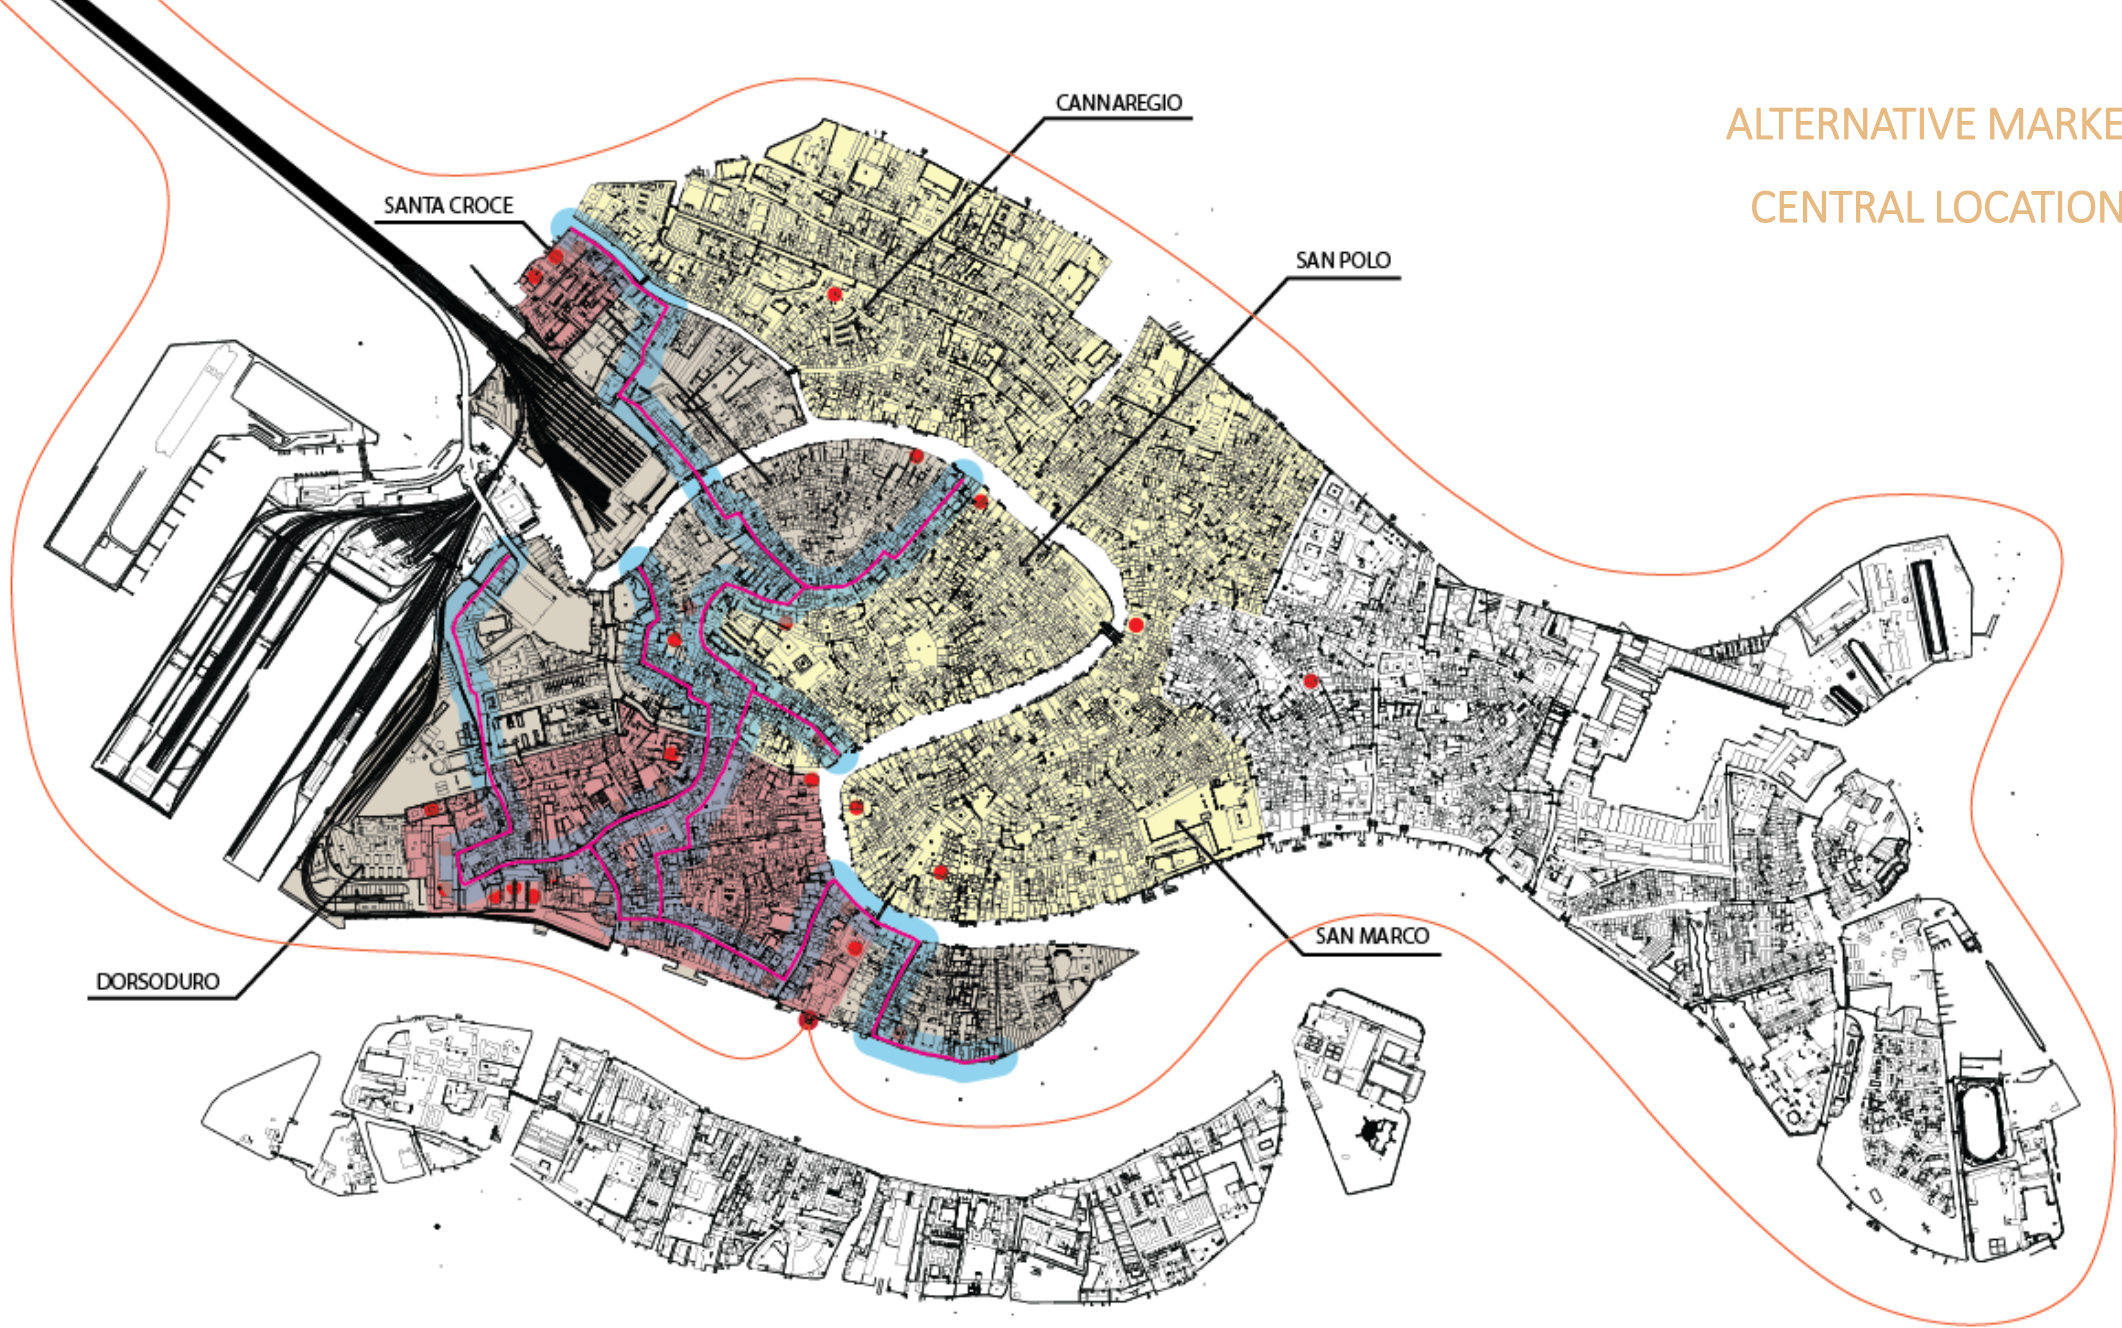 CANNAREGIO
ALTERNATIVE MARKE
SANTA CROCE
CENTRAL LOCATION
SAN POLO
SAN MARCO
DORSODURO